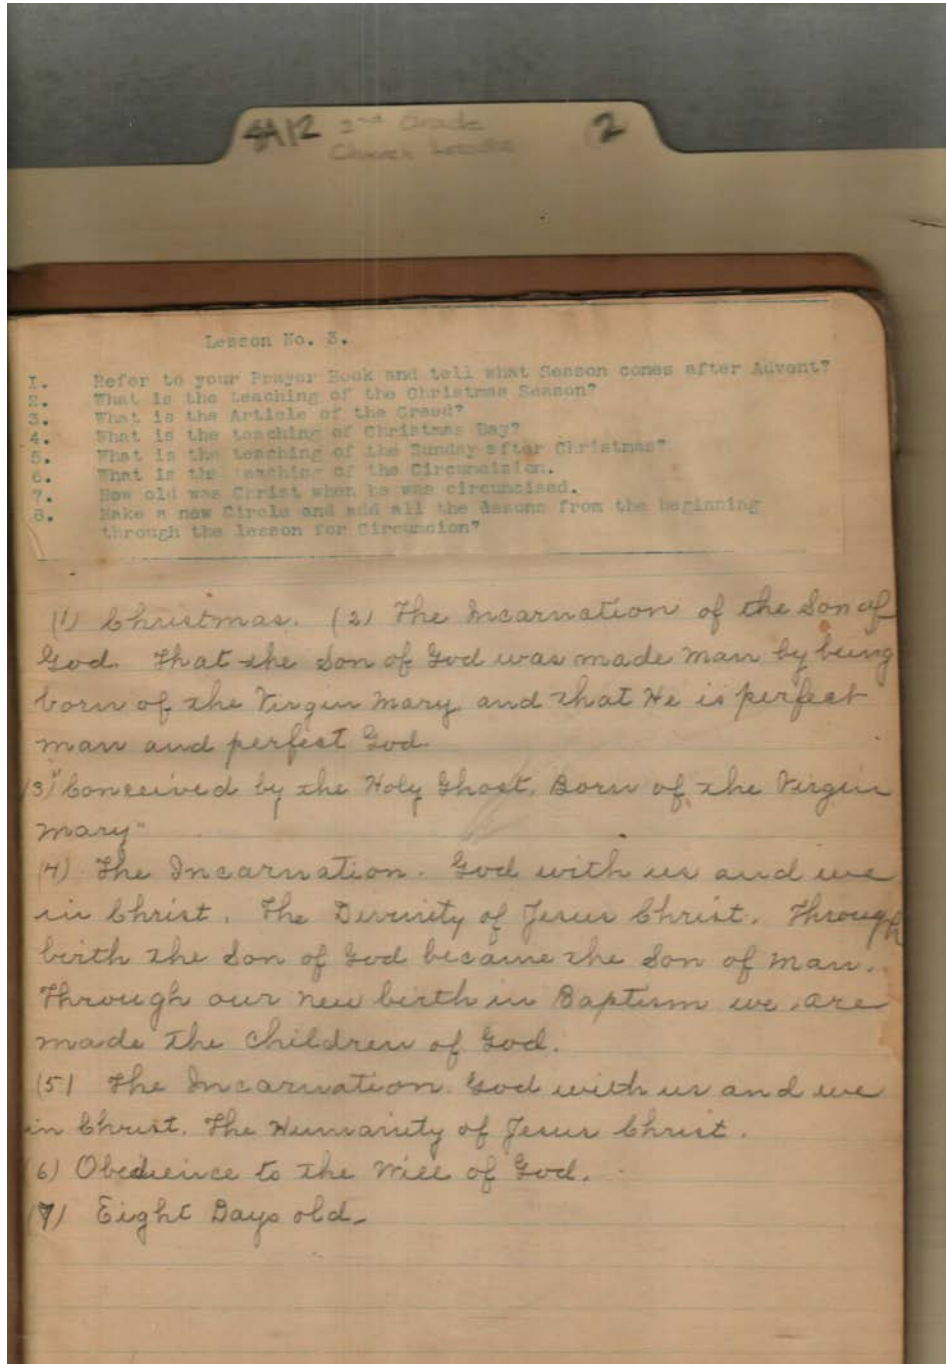 4A12 2nd Grade (2)
Church Lessons
Lesson No. 3.
1. Refer to your Prayer Book and tell what Season comes after Advent?
2. What is the teaching of the Christmas Season?
3. What is the Article of the Creed?
4. What is the teaching of Christmas Day?
5. What is the teaching of the Sunday after Christmas?
6. What is the teaching of the Circumcision.
7. How old was Christ when he was circumcised.
8. Make a new Circle and add all the dessons from the beginning
through the lesson for Circumcion"
(1) Christmas. (2) The Incarnation of the Son of
God. That the Son of God was made man by being
born of the Virgin Mary, and that He is perfect
man and perfect God.
(3) "Conceived by the Holy Ghost, Born of the Virgin
Mary"
(4) The Incarnation. God with us and we
in Christ. The Divinity of Jesus Christ. Through
birth the Son of God became the Son of Man.
Through our new birth in Baptism we are
made the children of God.
(5) The Incarnation. God with us and we
in Christ. The Humanity of Jesus Christ.
(6) Obedience to the Will of God.
(7) Eight Days old.